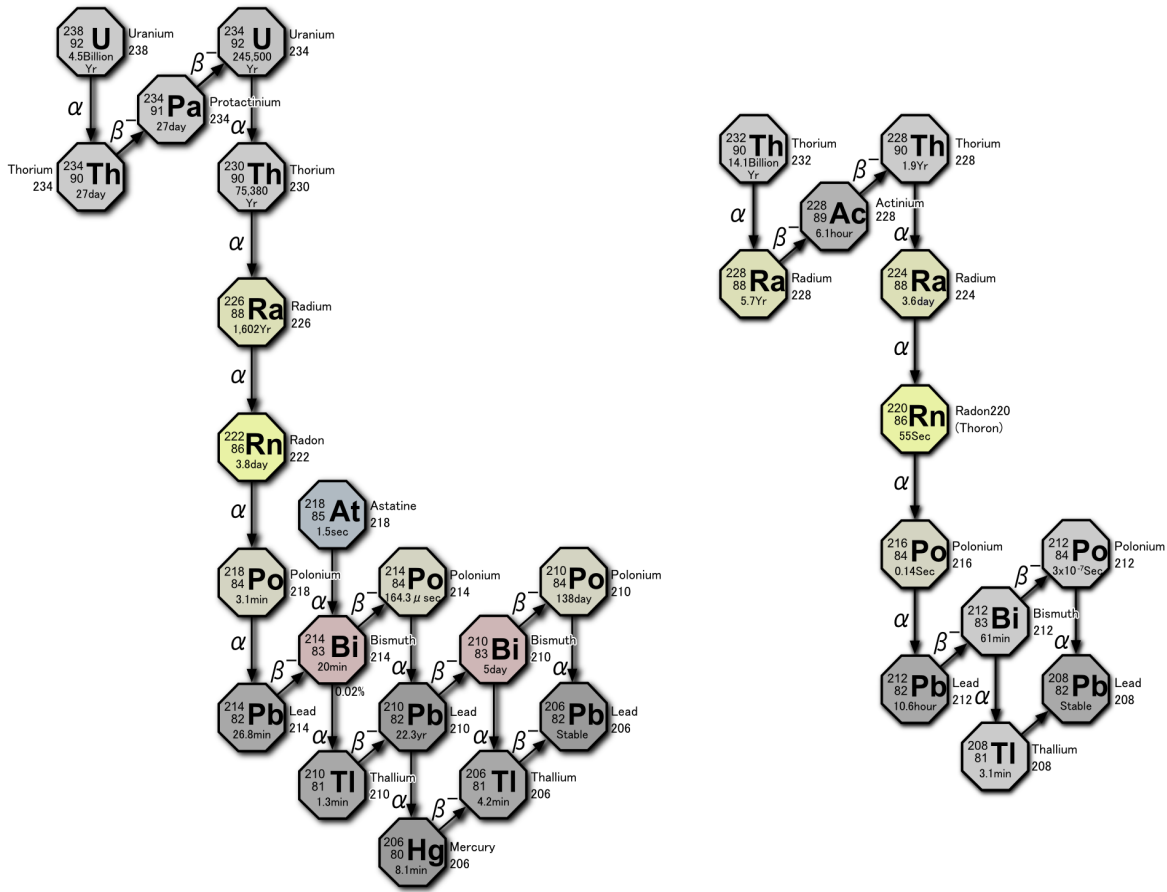 238
92 U
4.5Billion
Yr
Uranium
238
234
92 U
245,500
Yr
Uranium
234
β−
α
234
91 Pa
27day
Protactinium
234
β−
α
234
90 Th
27day
Thorium
234
230
90 Th
75,380
Yr
Thorium
230
α
226
88 Ra
1,602Yr
Radium
226
α
222
86 Rn
3.8day
Radon
222
α
218
85 At
1.5sec
Astatine
218
218
84 Po
3.1min
Polonium
218
α
214
84 Po
164.3 μ sec
Polonium
214
β−
210
84 Po
138day
Polonium
210
β−
α
214
83 Bi
20min
Bismuth
214
0.02%
β−
α
210
83 Bi
5day
Bismuth
210
β−
α
214
82 Pb
26.8min
Lead
214
α
210
82 Pb
22.3yr
Lead
210
α
206
82 Pb
Stable
Lead
206
β−
β−
210
81 Tl
1.3min
Thallium
210
α
206
81 Tl
4.2min
Thallium
206
β−
206
80 Hg
8.1min
Mercury
206
232
90 Th
14.1Billion
Yr
Thorium
232
228
90 Th
1.9Yr
Thorium
228
β−
α
228
89 Ac
6.1hour
Actinium
228
β−
α
228
88 Ra
5.7Yr
Radium
228
224
88 Ra
3.6day
Radium
224
α
220
86 Rn
55Sec
Radon220
(Thoron)
α
216
84 Po
0.14Sec
Polonium
216
212
84 Po
3x10-7Sec
Polonium
212
β−
α
212
83 Bi
61min
Bismuth
212
β−
α
212
82 Pb
10.6hour
Lead
212
α
208
82 Pb
Stable
Lead
208
208
81 Tl
3.1min
Thallium
208